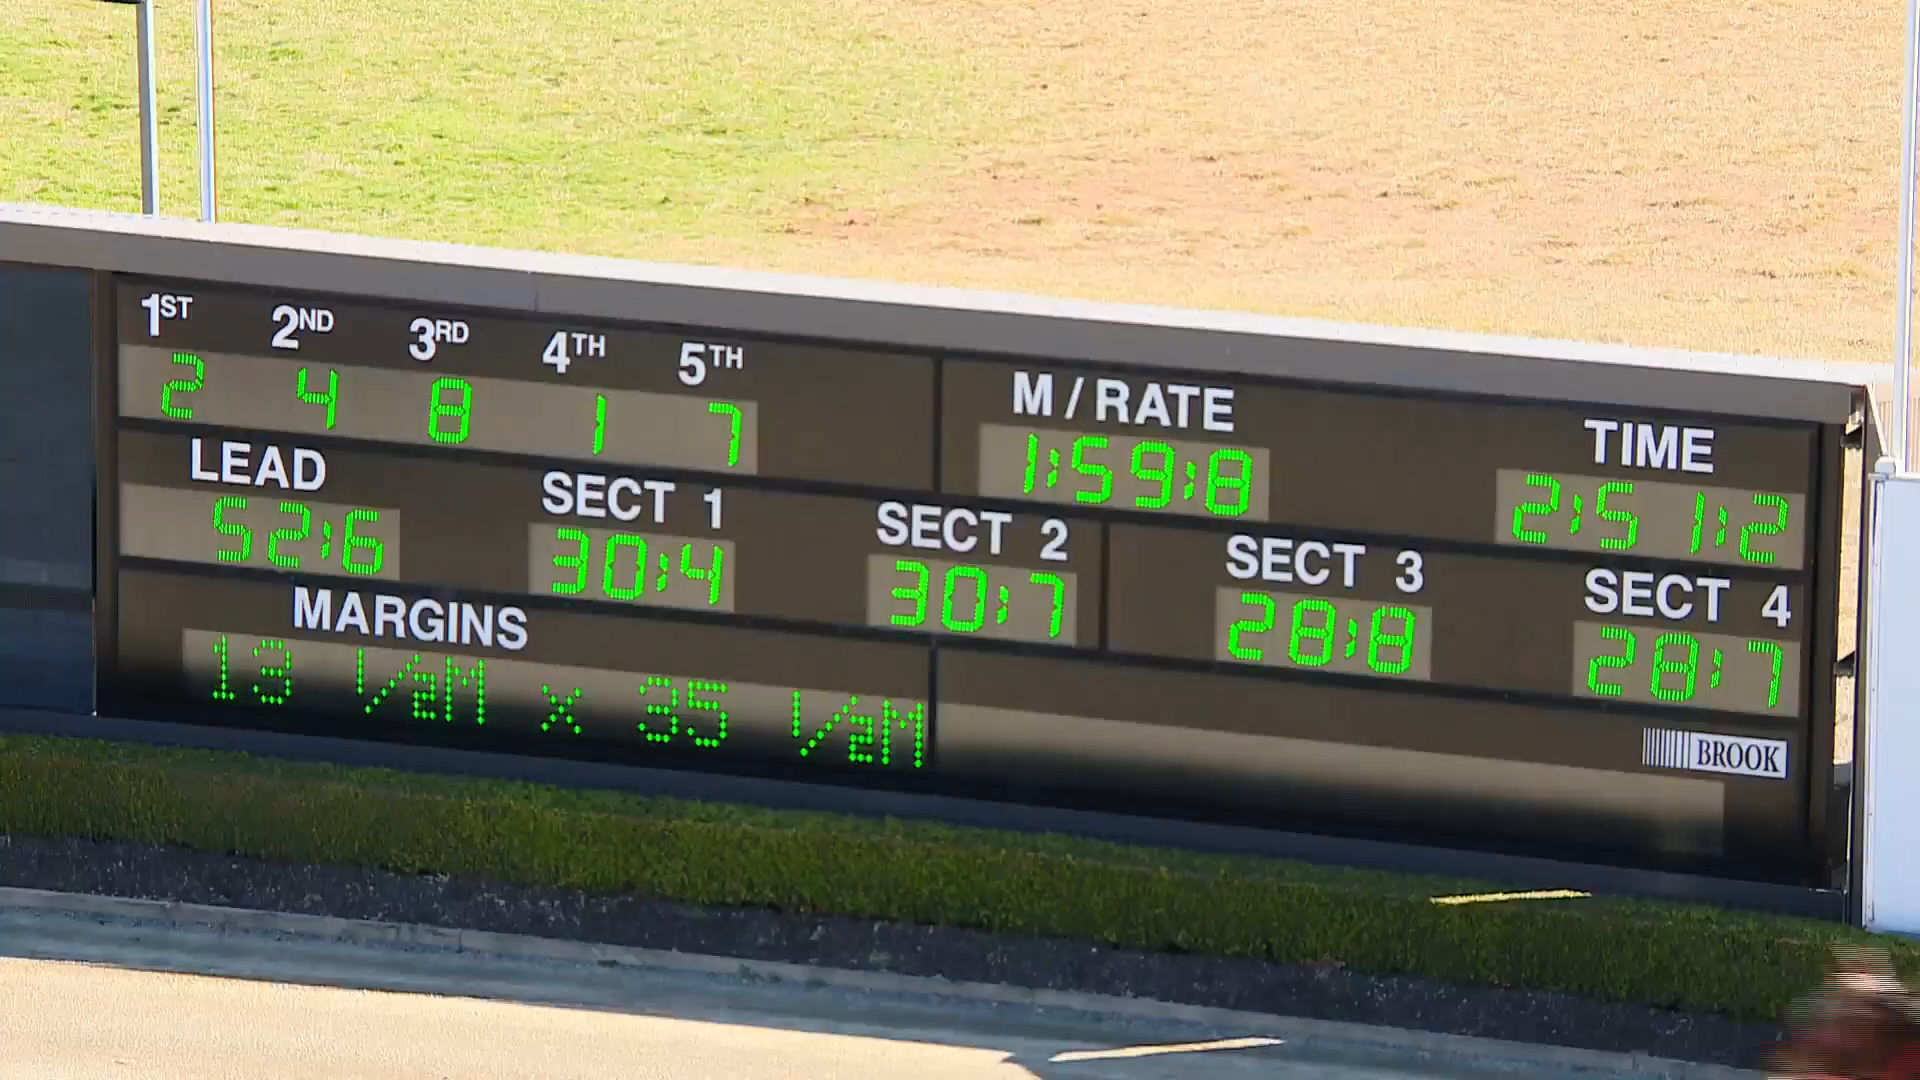 1ST 2ND 3RD 4TH 5TH
2 4 8 1 7
M/RATE TIME
1:59:8 2:51:2
LEAD SECT 1 SECT 2 SECT 3 SECT 4
52:6 30:4 30:7 28:8 28:7
MARGINS
13 1/2M x 35 1/2M
BROOK